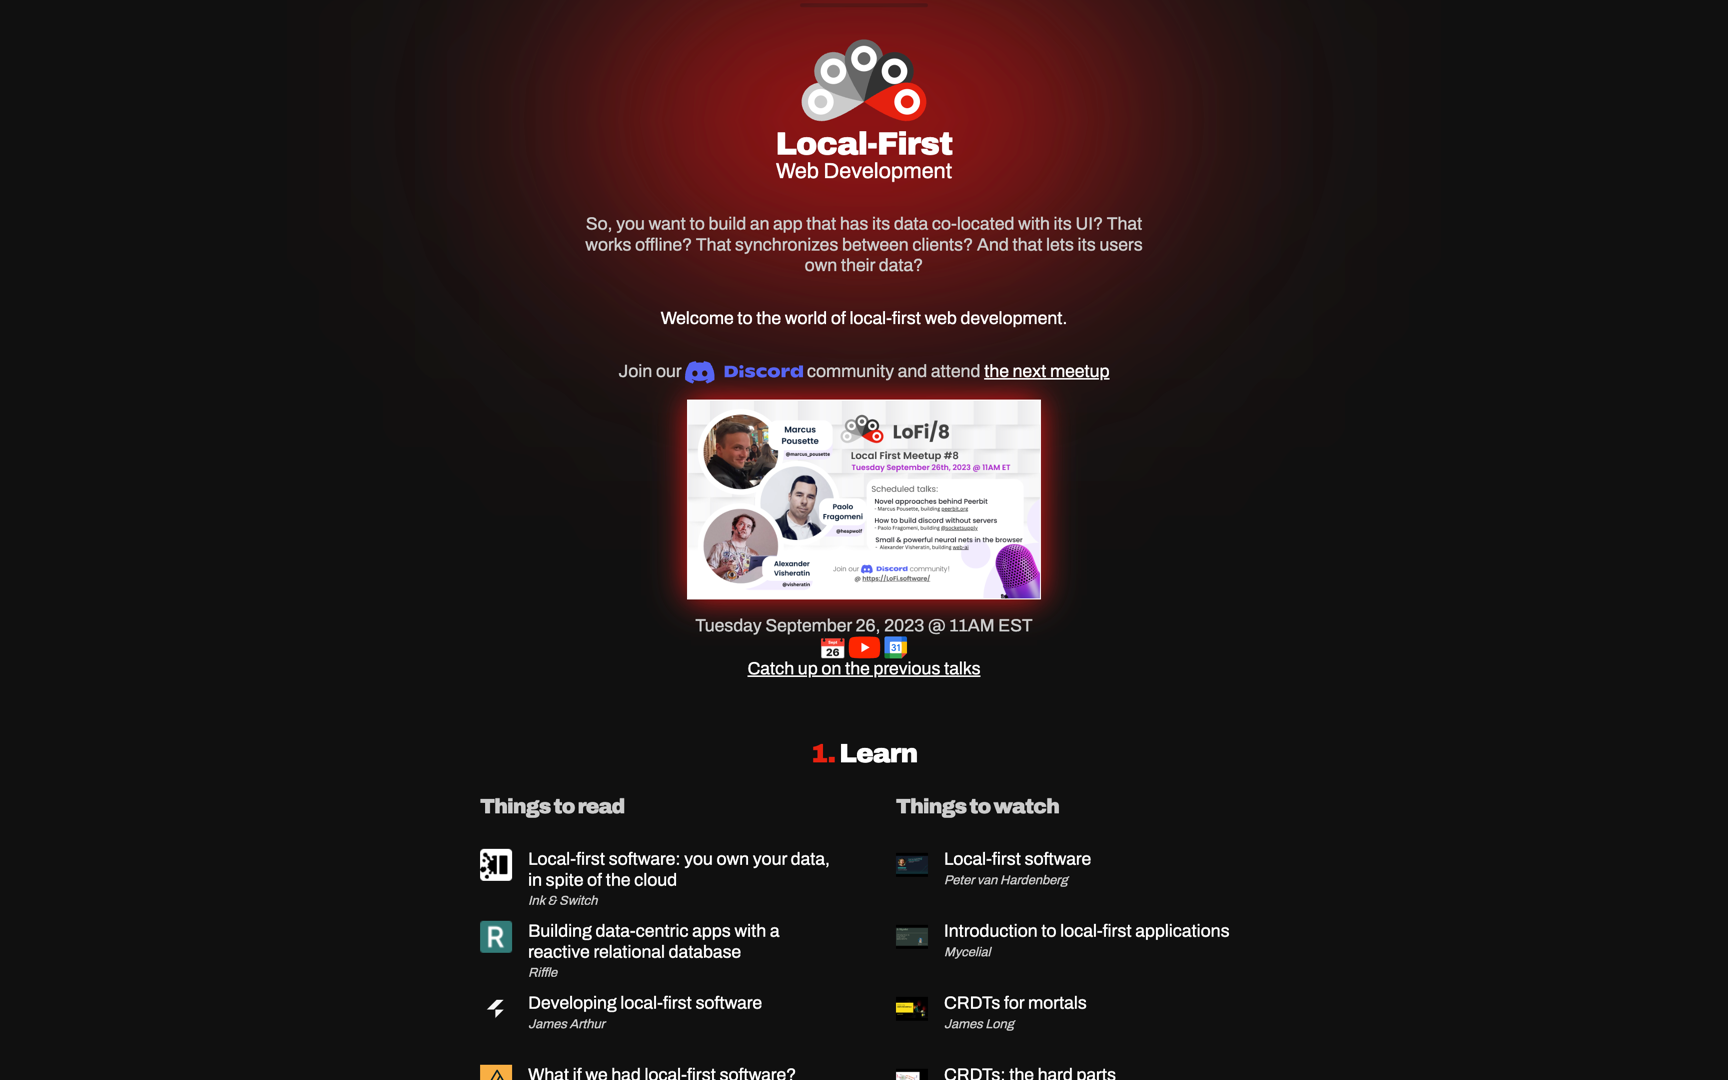 Local-First
Web Development
So, you want to build an app that has its data co-located with its UI? That
works offline? That synchronizes between clients? And that lets its users
own their data?
Welcome to the world of local-first web development.
Join our Discord community and attend the next meetup
Marcus
Pousette
@marcus_pousette
LoFi/8
Local First Meetup #8
Tuesday September 26th, 2023 @ 11AM ET
Scheduled talks:
Novel approaches behind Peerbit
- Marcus Pousette, building peerbit.org
How to build discord without servers
- Paolo Fragomeni, building @socketsupply
Small & powerful neural nets in the browser
- Alexander Visheratin, building web-ai
Paolo
Fragomeni
@heapwolf
Alexander
Visheratin
@visheratin
Join our Discord community!
@ https://LoFi.software/
Tuesday September 26, 2023 @ 11AM EST
Sept
26
31
Catch up on the previous talks
1. Learn
Things to read
Local-first software: you own your data,
in spite of the cloud
Ink & Switch
R
Building data-centric apps with a
reactive relational database
Riffle
Developing local-first software
James Arthur
What if we had local-first software?
Things to watch
Local-first software
Peter van Hardenberg
Introduction to local-first applications
Mycelial
CRDTs for mortals
James Long
CRDTs: the hard parts